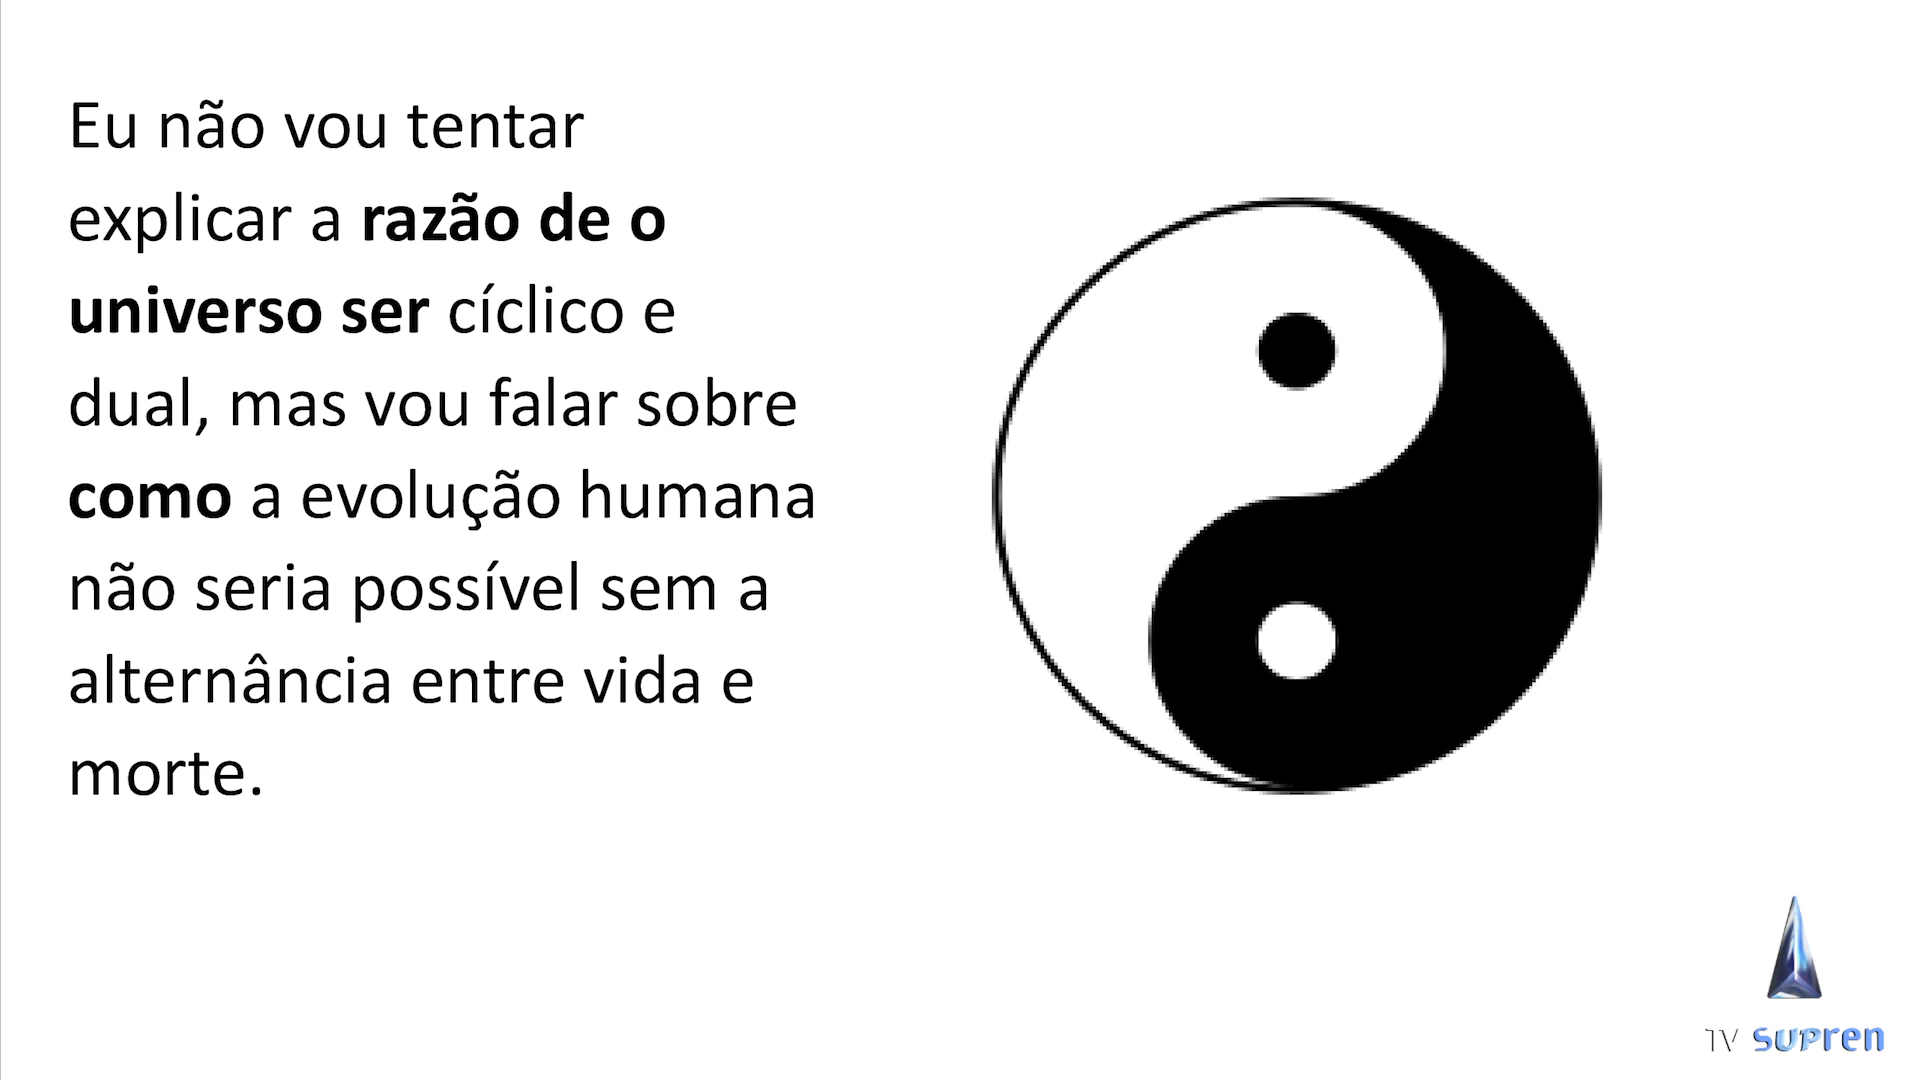 Eu não vou tentar
explicar a razão de o
universo ser cíclico e
dual, mas vou falar sobre
como a evolução humana
não seria possível sem a
alternância entre vida e
morte.
TV SUPren